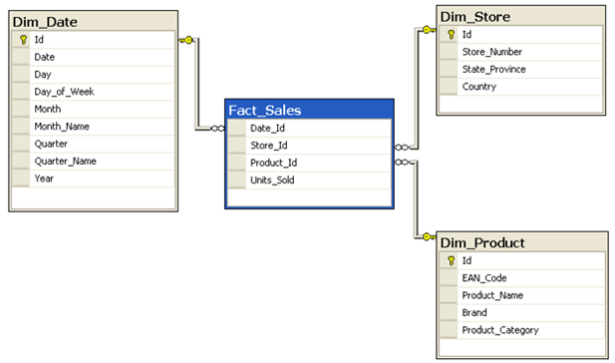 Dim_Date
Id
Date
Day
Day_of_Week
Month
Month_Name
Quarter
Quarter_Name
Year
Fact_Sales
Date_Id
Store_Id
Product_Id
Units_Sold
Dim_Store
Id
Store_Number
State_Province
Country
Dim_Product
Id
EAN_Code
Product_Name
Brand
Product_Category